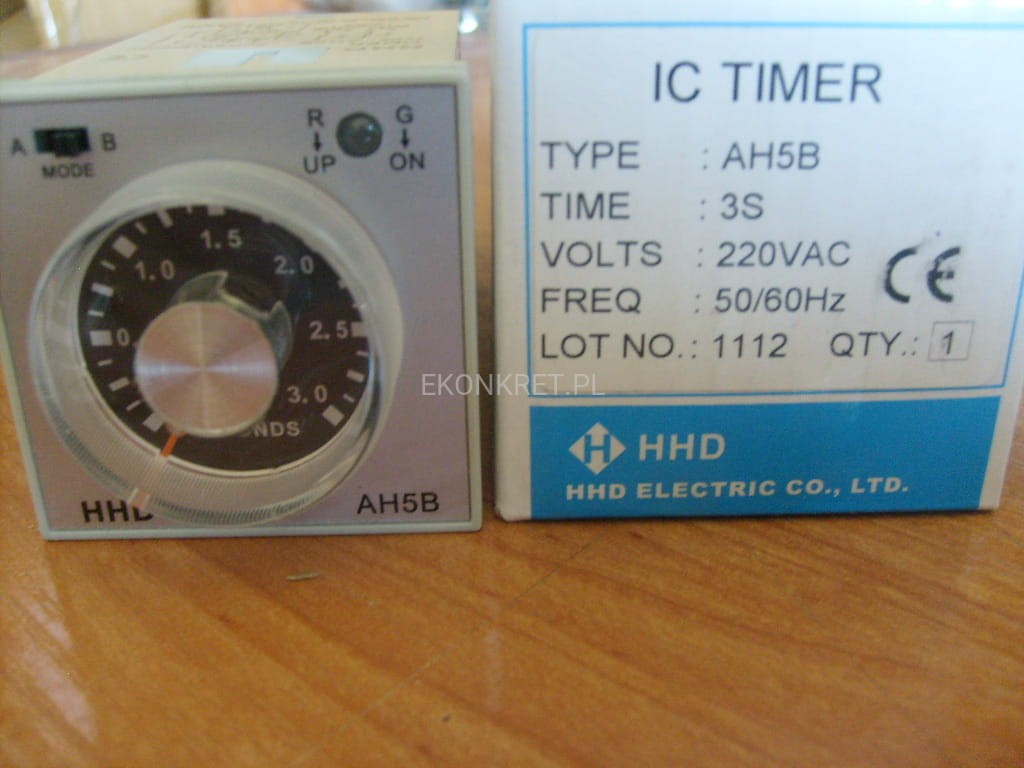 A
B
MODE
R
G
UP
ON
1.5
1.0
2.0
0.
2.5
3.0
HHD
AH5B
IC TIMER
TYPE : AH5B
TIME : 3S
VOLTS : 220VAC
FREQ : 50/60Hz
LOT NO.: 1112 QTY.: 1
CE
HHD
HHD ELECTRIC CO., LTD.
EKONKRET.PL